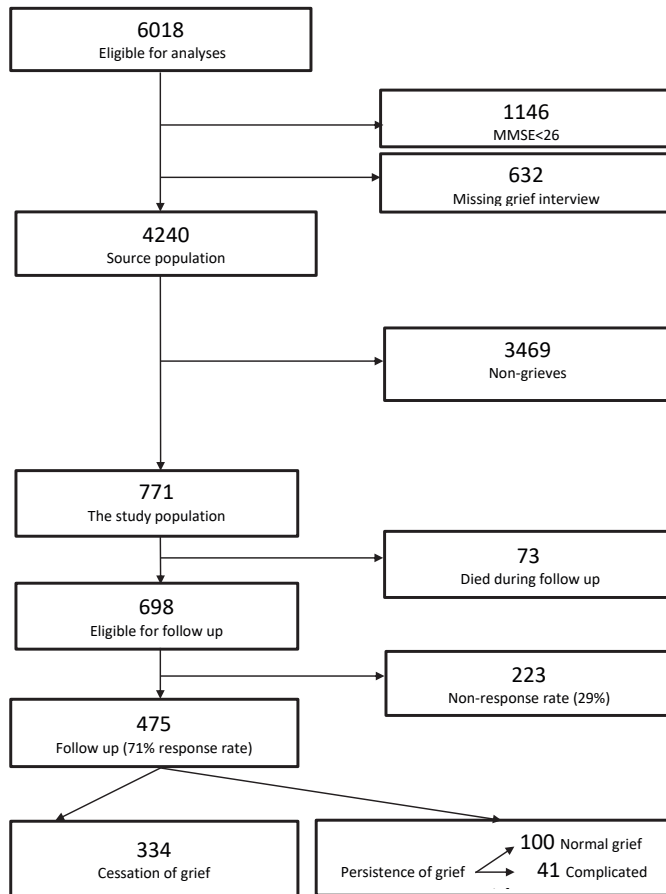 6018
Eligible for analyses
1146
MMSE<26
632
Missing grief interview
4240
Source population
3469
Non-grieves
771
The study population
73
Died during follow up
698
Eligible for follow up
223
Non-response rate (29%)
475
Follow up (71% response rate)
334
Cessation of grief
100 Normal grief
Persistence of grief
41 Complicated